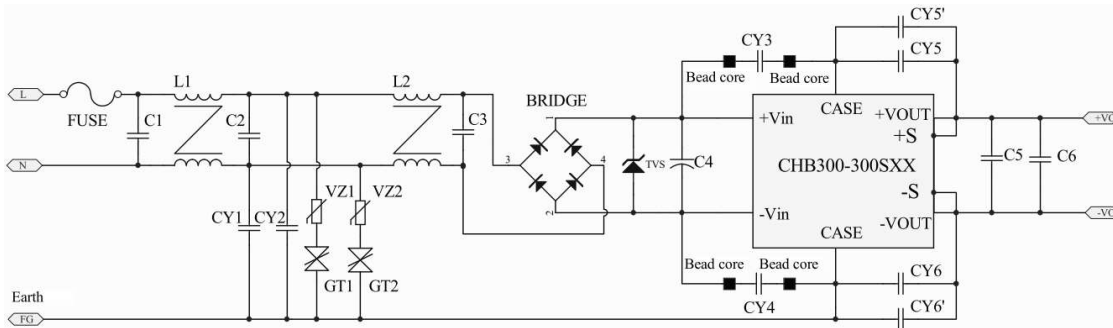 CY5'
CY3
CY5
Bead core
Bead core
L1
L2
BRIDGE
CASE
L
FUSE
C1
C2
C3
1
+Vin
+VOUT
+VO
+S
N
3
4
TVS
C4
CHB300-300SXX
C5
C6
VZ1
VZ2
-S
2
-Vin
-VOUT
-VO
CY1
CY2
CASE
Bead core
Bead core
CY6
GT1
GT2
CY4
CY6'
Earth
FG